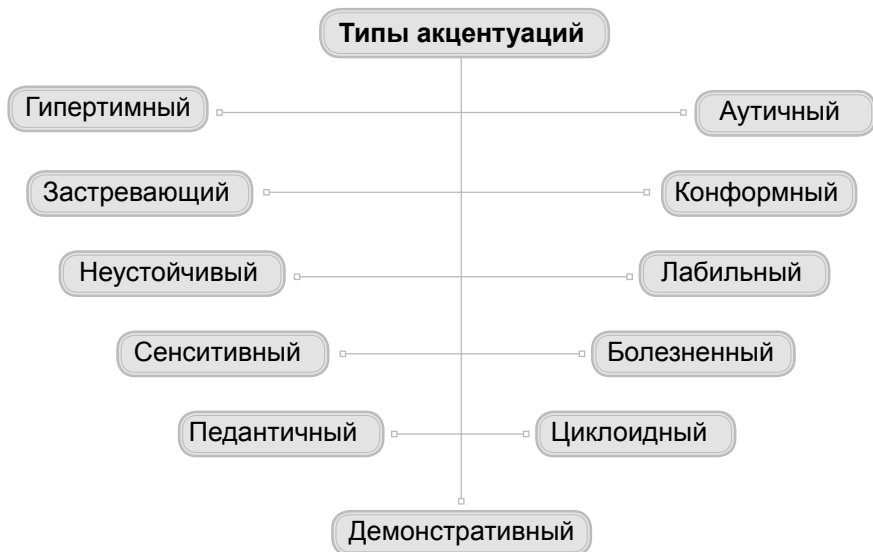 Типы акцентуаций
Гипертимный
Аутичный
Застревающий
Конформный
Неустойчивый
Лабильный
Сенситивный
Болезненный
Педантичный
Циклоидный
Демонстративный